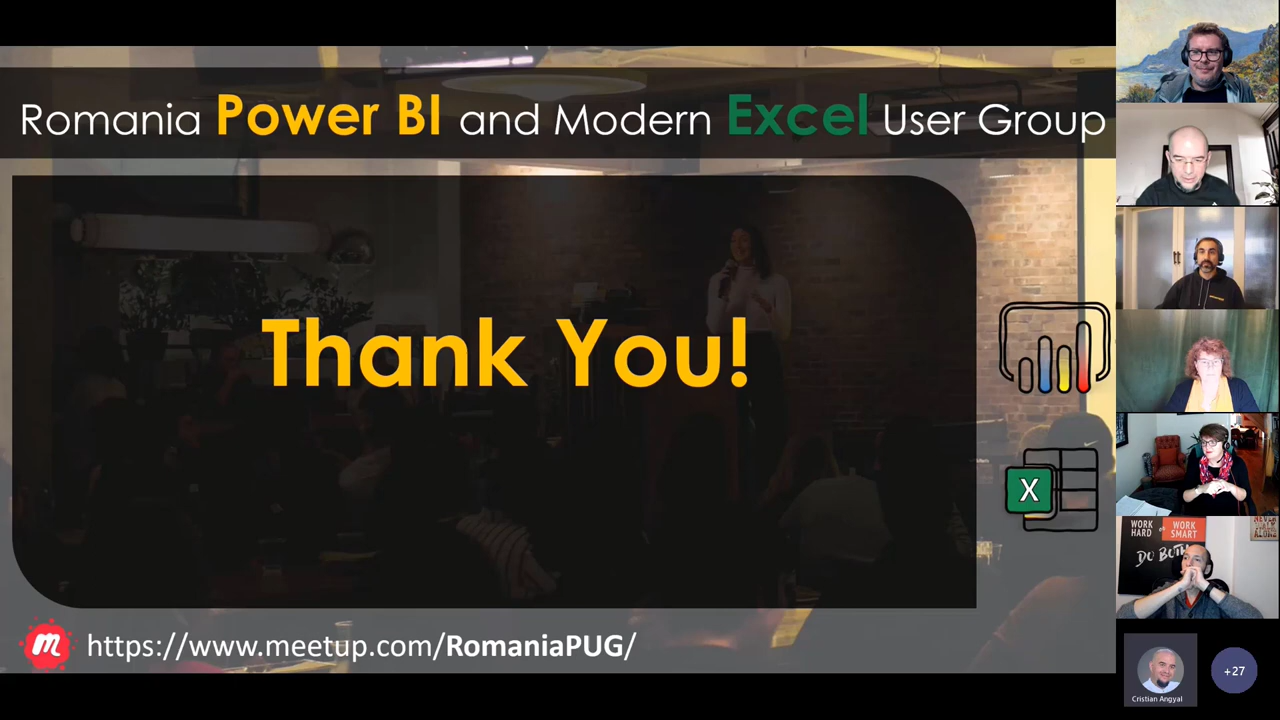 Romania Power BI and Modern Excel User Group
Thank You!
X
https://www.meetup.com/RomaniaPUG/
m
WORK HARD or WORK SMART
DO BOTH
Cristian Angyal
+27